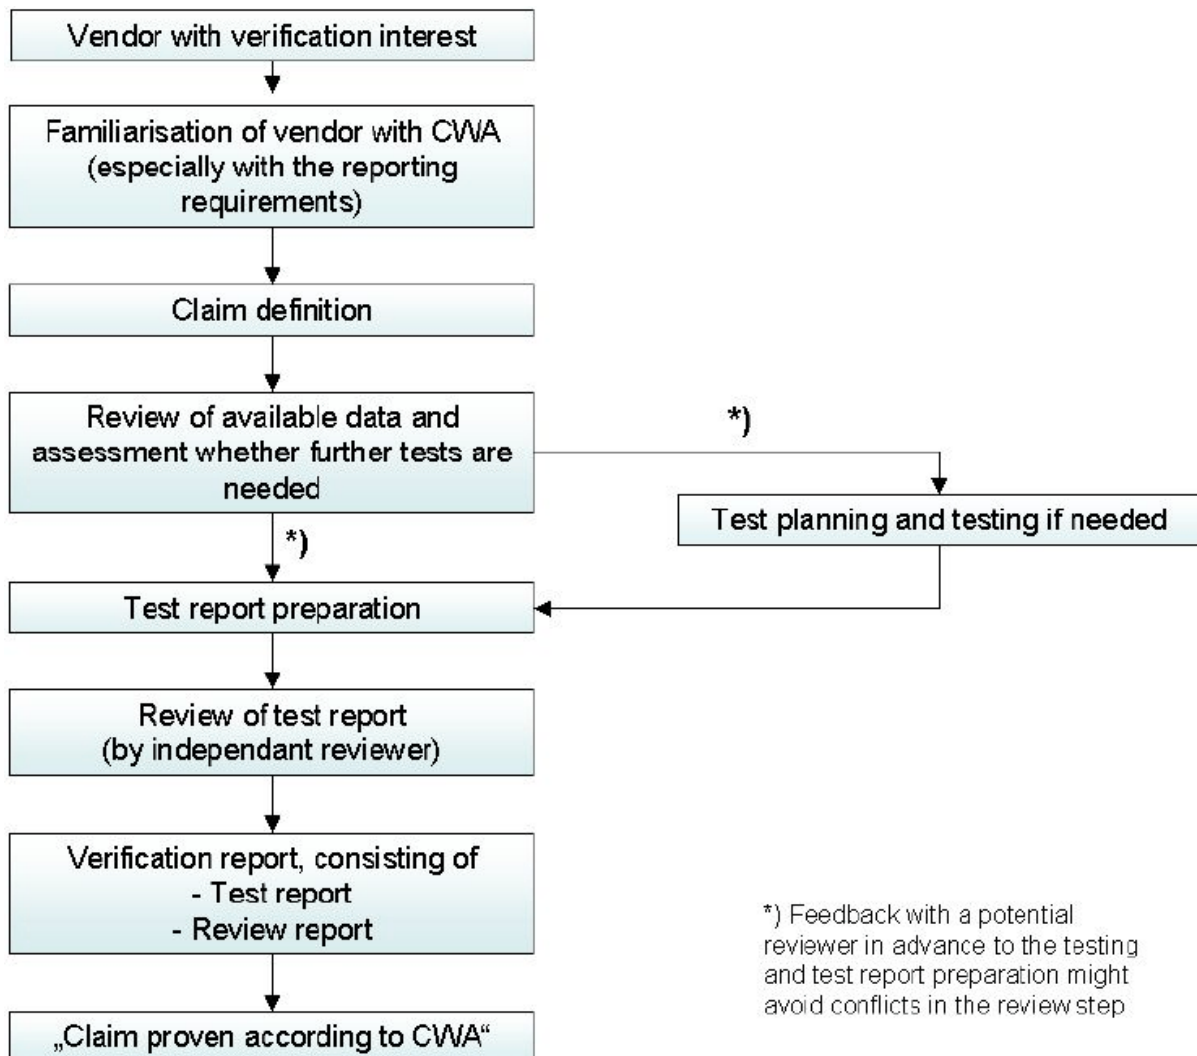 Vendor with verification interest
Familiarisation of vendor with CWA
(especially with the reporting
requirements)
Claim definition
Review of available data and
assessment whether further tests are
needed
*)
Test planning and testing if needed
*)
Test report preparation
Review of test report
(by independant reviewer)
Verification report, consisting of
- Test report
- Review report
*) Feedback with a potential
reviewer in advance to the testing
and test report preparation might
avoid conflicts in the review step
„Claim proven according to CWA“